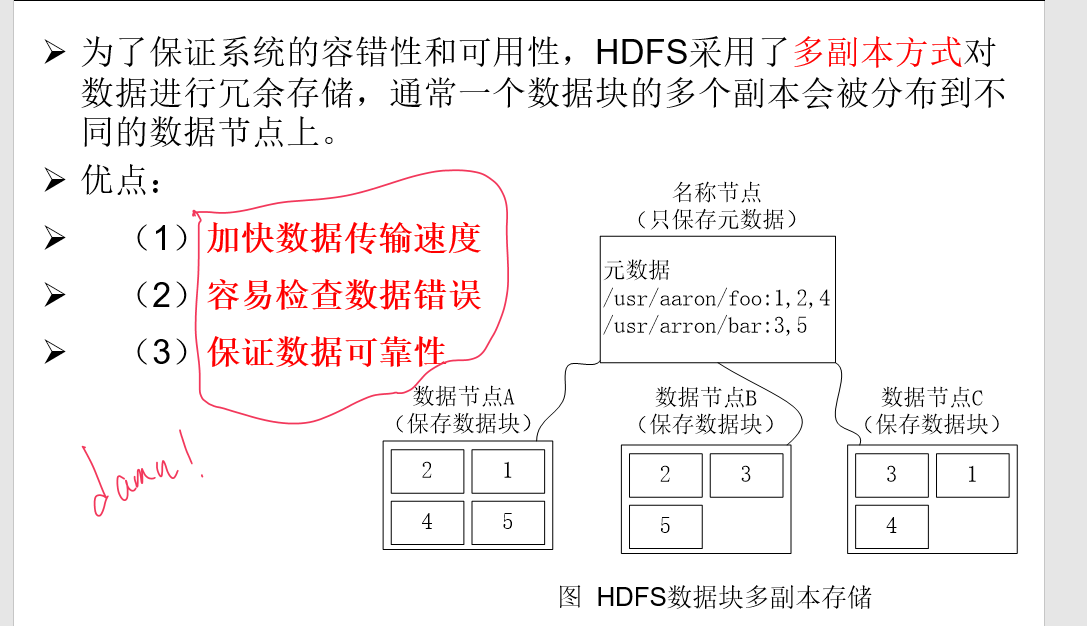 ➢ 为了保证系统的容错性和可用性，HDFS采用了多副本方式对
数据进行冗余存储，通常一个数据块的多个副本会被分布到不
同的数据节点上。
➢ 优点：
➢ （1）加快数据传输速度
➢ （2）容易检查数据错误
➢ （3）保证数据可靠性
damn!
名称节点
（只保存元数据）
元数据
/usr/aaron/foo:1,2,4
/usr/arron/bar:3,5
数据节点A
（保存数据块）
2 1
4 5
数据节点B
（保存数据块）
2 3
5
数据节点C
（保存数据块）
3 1
4
图 HDFS数据块多副本存储